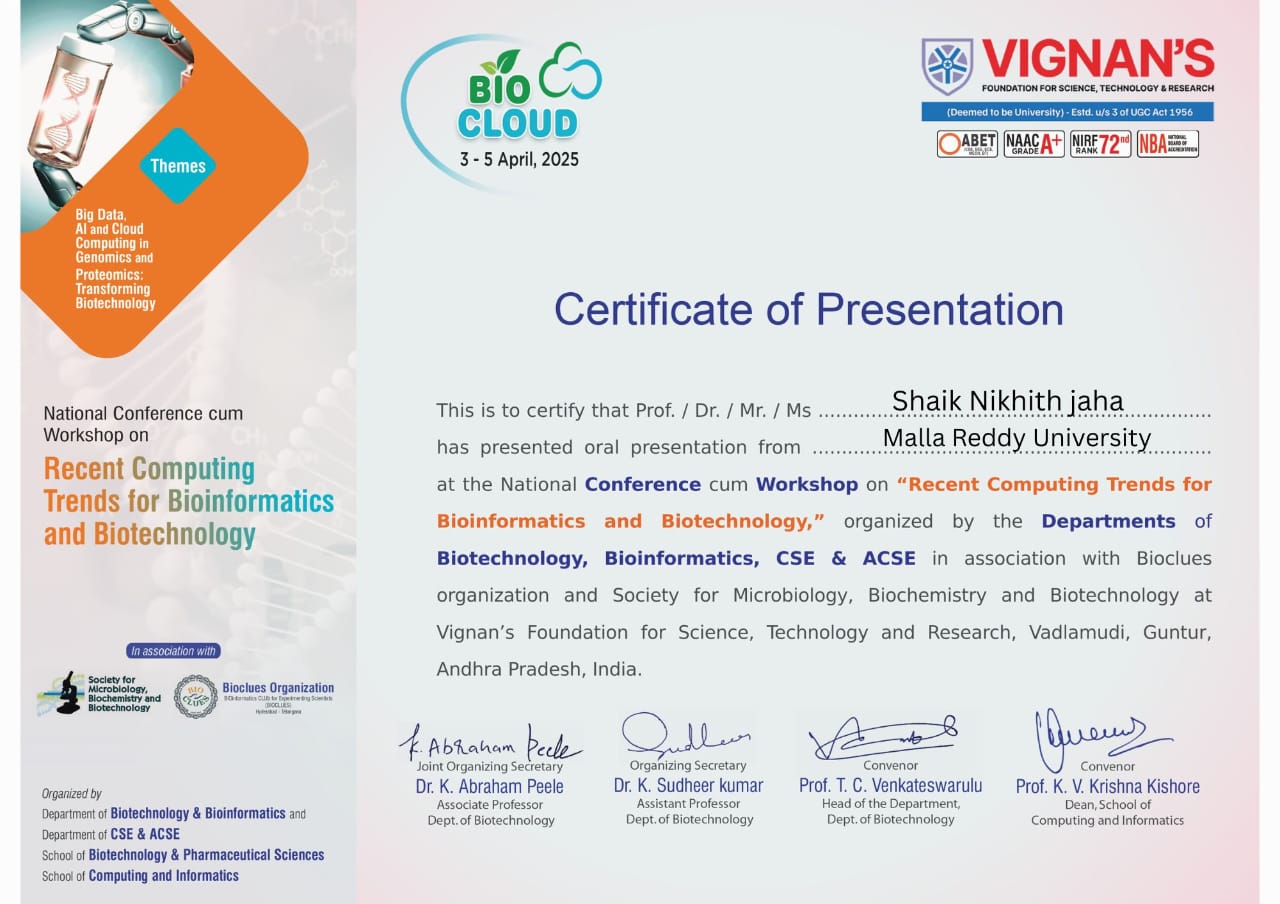 Themes
Big Data,
AI and Cloud
Computing in
Genomics and
Proteomics:
Transforming
Biotechnology
National Conference cum
Workshop on
Recent Computing
Trends for Bioinformatics
and Biotechnology
In association with
Society for
Microbiology,
Biochemistry and
Biotechnology
BIO
CLUES
Bioclues Organization
BIOinformatics CLUb for Experimenting Scientists
(BIOCLUES)
Hyderabad - Telangana
Organized by
Department of Biotechnology & Bioinformatics and
Department of CSE & ACSE
School of Biotechnology & Pharmaceutical Sciences
School of Computing and Informatics
BIO
CLOUD
3 - 5 April, 2025
VIGNAN'S
FOUNDATION FOR SCIENCE, TECHNOLOGY & RESEARCH
(Deemed to be University) - Estd. u/s 3 of UGC Act 1956
ABET
NAAC GRADE A+
NIRF RANK 72nd
NBA NATIONAL BOARD OF ACCREDITATION
Certificate of Presentation
This is to certify that Prof. / Dr. / Mr. / Ms Shaik Nikhith jaha
has presented oral presentation from Malla Reddy University
at the National Conference cum Workshop on “Recent Computing Trends for
Bioinformatics and Biotechnology,” organized by the Departments of
Biotechnology, Bioinformatics, CSE & ACSE in association with Bioclues
organization and Society for Microbiology, Biochemistry and Biotechnology at
Vignan’s Foundation for Science, Technology and Research, Vadlamudi, Guntur,
Andhra Pradesh, India.
K. Abraham Peele
Joint Organizing Secretary
Dr. K. Abraham Peele
Associate Professor
Dept. of Biotechnology
Sudheer
Organizing Secretary
Dr. K. Sudheer kumar
Assistant Professor
Dept. of Biotechnology
Convenor
Prof. T. C. Venkateswarulu
Head of the Department,
Dept. of Biotechnology
Convenor
Prof. K. V. Krishna Kishore
Dean, School of
Computing and Informatics